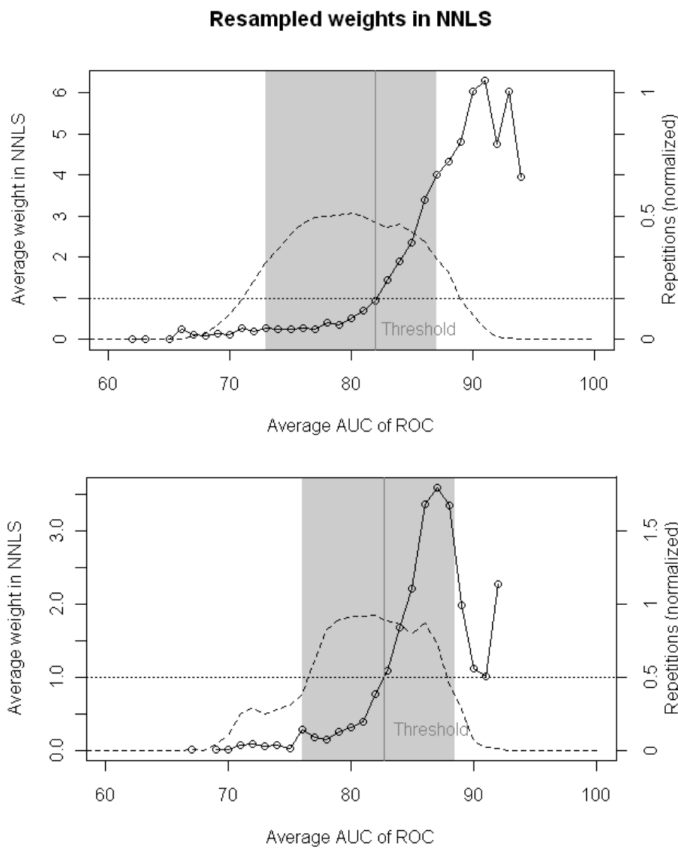 Resampled weights in NNLS
Average weight in NNLS
0 1 2 3 4 5 6
Repetitions (normalized)
0 0.5 1
Threshold
60 70 80 90 100
Average AUC of ROC
Average weight in NNLS
0.0 1.0 2.0 3.0
Repetitions (normalized)
0 0.5 1 1.5
Threshold
60 70 80 90 100
Average AUC of ROC